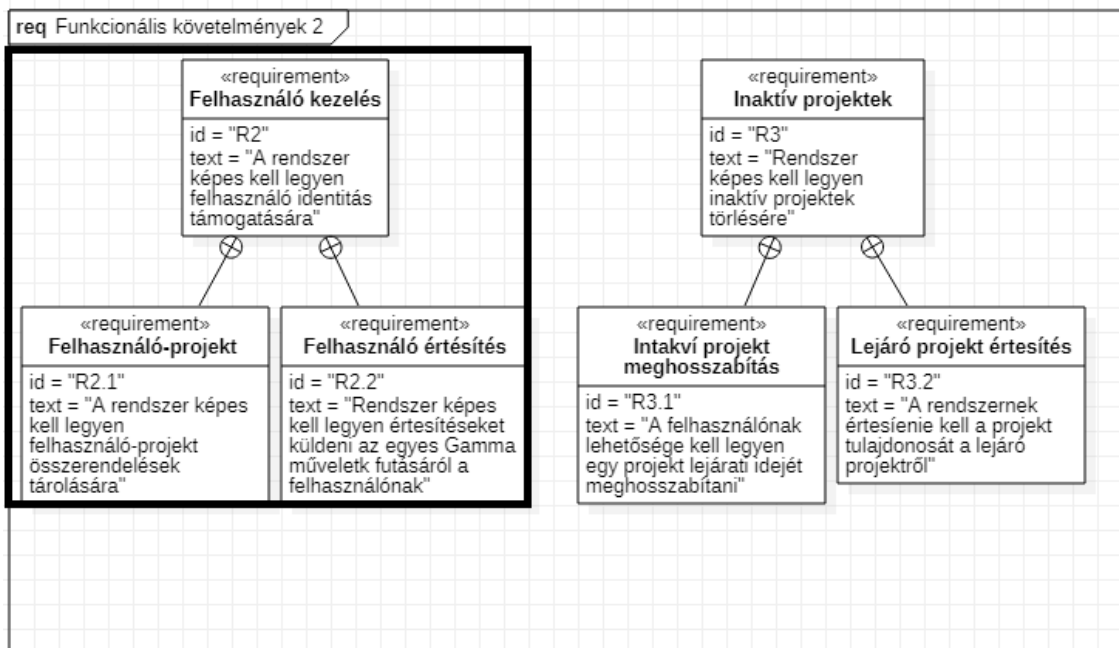 req Funkcionális követelmények 2
«requirement»
Felhasználó kezelés
id = "R2"
text = "A rendszer
képes kell legyen
felhasználó identitás
támogatására"
«requirement»
Inaktív projektek
id = "R3"
text = "Rendszer
képes kell legyen
inaktív projektek
törlésére"
«requirement»
Felhasználó-projekt
id = "R2.1"
text = "A rendszer képes
kell legyen
felhasználó-projekt
összerendelések
tárolására"
«requirement»
Felhasználó értésítés
id = "R2.2"
text = "Rendszer képes
kell legyen értesítéseket
küldeni az egyes Gamma
műveletk futásáról a
felhasználónak"
«requirement»
Intakví projekt
meghosszabítás
id = "R3.1"
text = "A felhasználónak
lehetősége kell legyen
egy projekt lejárati idejét
meghosszabítani"
«requirement»
Lejáró projekt értesítés
id = "R3.2"
text = "A rendszernek
értesíenie kell a projekt
tulajdonosát a lejáró
projektről"